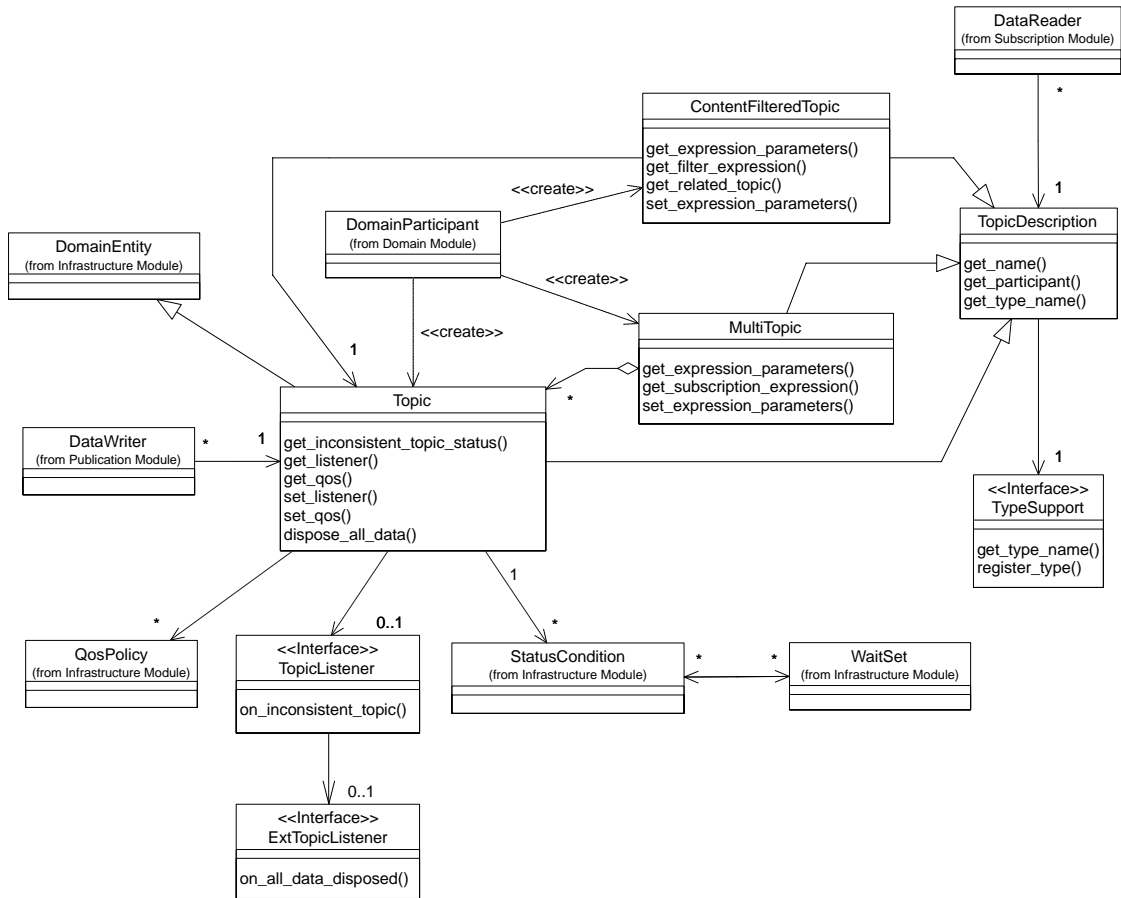 DataReader
(from Subscription Module)
*
1
ContentFilteredTopic
get_expression_parameters()
get_filter_expression()
get_related_topic()
set_expression_parameters()
<<create>>
DomainParticipant
(from Domain Module)
TopicDescription
get_name()
get_participant()
get_type_name()
DomainEntity
(from Infrastructure Module)
<<create>>
<<create>>
MultiTopic
get_expression_parameters()
get_subscription_expression()
set_expression_parameters()
1
*
Topic
get_inconsistent_topic_status()
get_listener()
get_qos()
set_listener()
set_qos()
dispose_all_data()
DataWriter
(from Publication Module)
*
1
1
<<Interface>>
TypeSupport
get_type_name()
register_type()
1
*
0..1
*
QosPolicy
(from Infrastructure Module)
<<Interface>>
TopicListener
on_inconsistent_topic()
StatusCondition
(from Infrastructure Module)
*
*
WaitSet
(from Infrastructure Module)
0..1
<<Interface>>
ExtTopicListener
on_all_data_disposed()